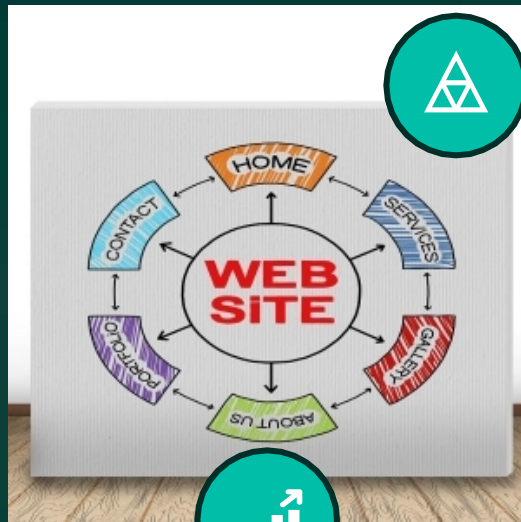 HOME
SERVICES
GALLERY
ABOUT US
PORTFOLIO
CONTACT
WEB
SiTE